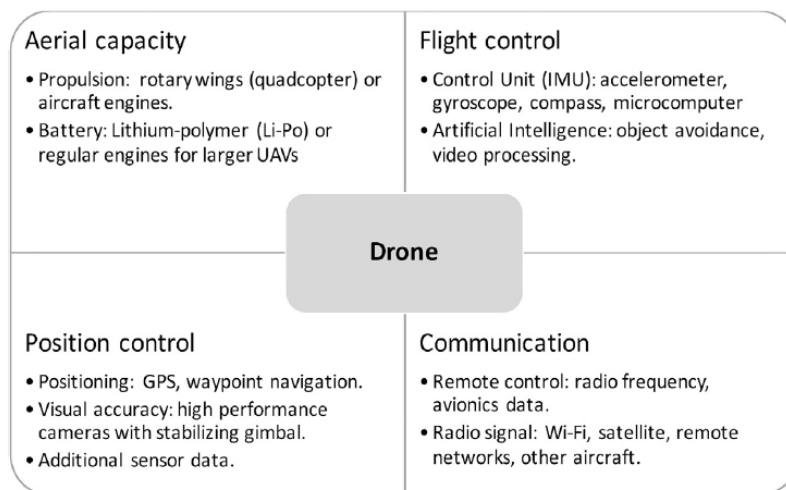 Aerial capacity
• Propulsion: rotary wings (quadcopter) or
aircraft engines.
• Battery: Lithium-polymer (Li-Po) or
regular engines for larger UAVs
Flight control
• Control Unit (IMU): accelerometer,
gyroscope, compass, microcomputer
• Artificial Intelligence: object avoidance,
video processing.
Drone
Position control
• Positioning: GPS, waypoint navigation.
• Visual accuracy: high performance
cameras with stabilizing gimbal.
• Additional sensor data.
Communication
• Remote control: radio frequency,
avionics data.
• Radio signal: Wi-Fi, satellite, remote
networks, other aircraft.